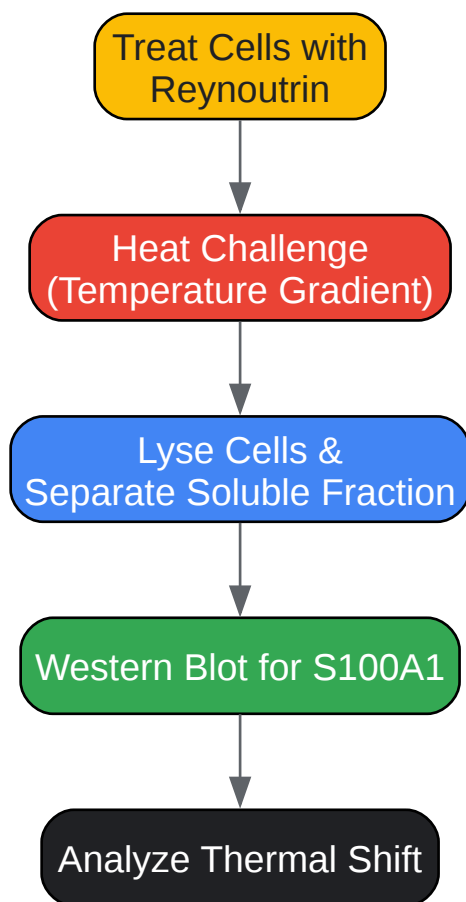 Treat Cells with
Reynoutrin
Heat Challenge
(Temperature Gradient)
Lyse Cells &
Separate Soluble Fraction
Western Blot for S100A1
Analyze Thermal Shift